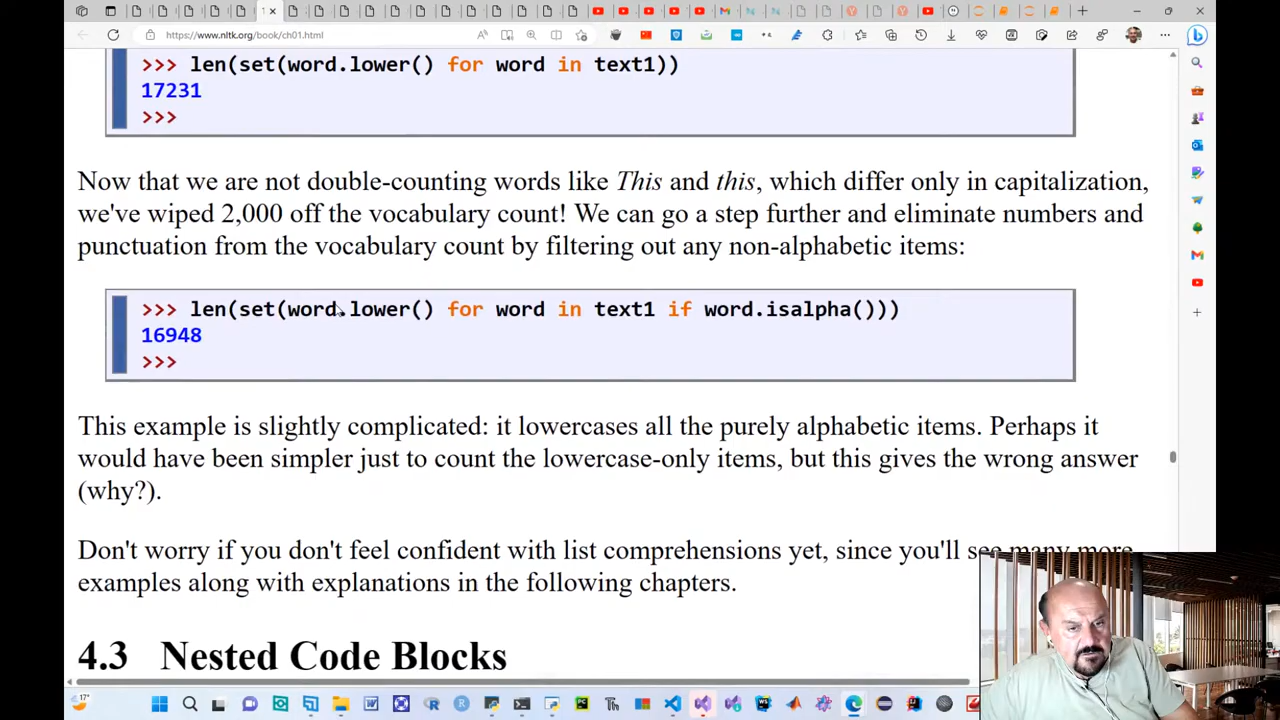 https://www.nltk.org/book/ch01.html
>>> len(set(word.lower() for word in text1))
17231
>>>
Now that we are not double-counting words like This and this, which differ only in capitalization,
we've wiped 2,000 off the vocabulary count! We can go a step further and eliminate numbers and
punctuation from the vocabulary count by filtering out any non-alphabetic items:
>>> len(set(word.lower() for word in text1 if word.isalpha()))
16948
>>>
This example is slightly complicated: it lowercases all the purely alphabetic items. Perhaps it
would have been simpler just to count the lowercase-only items, but this gives the wrong answer
(why?).
Don't worry if you don't feel confident with list comprehensions yet, since you'll see many more
examples along with explanations in the following chapters.
4.3 Nested Code Blocks
17°